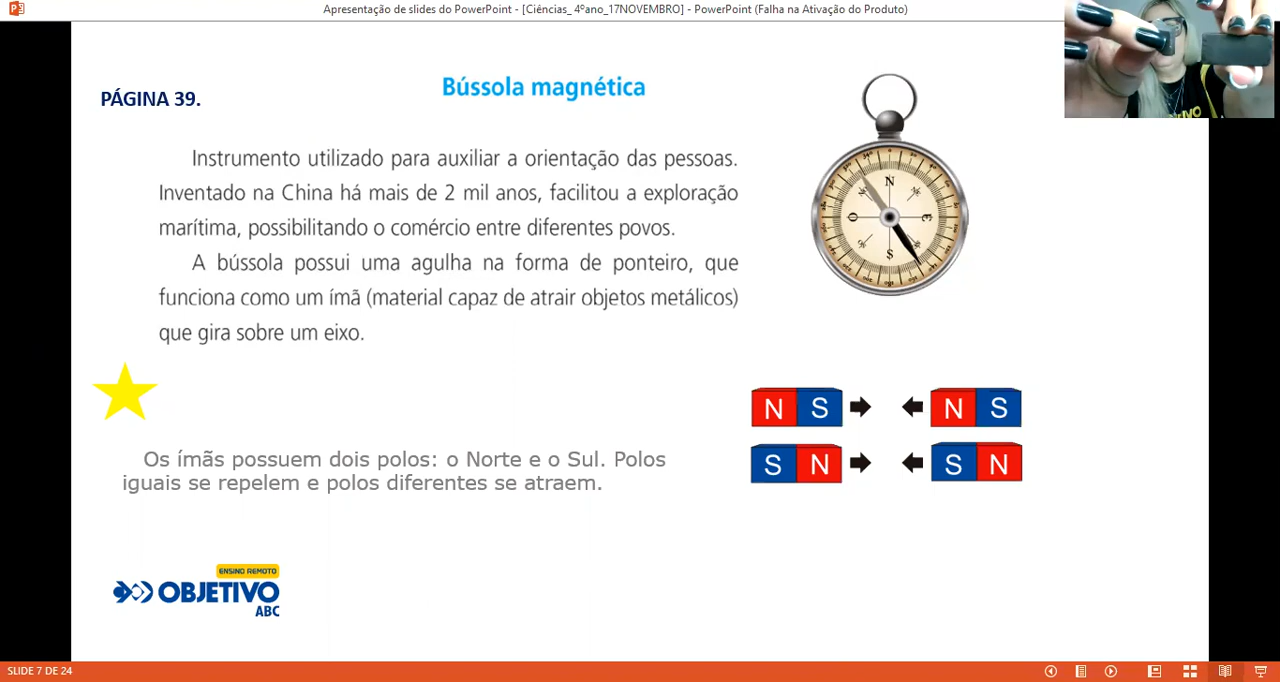 Apresentação de slides do PowerPoint - [Ciências_ 4ºano_17NOVEMBRO] - PowerPoint (Falha na Ativação do Produto)
PÁGINA 39.
Bússola magnética
Instrumento utilizado para auxiliar a orientação das pessoas.
Inventado na China há mais de 2 mil anos, facilitou a exploração
marítima, possibilitando o comércio entre diferentes povos.
A bússola possui uma agulha na forma de ponteiro, que
funciona como um ímã (material capaz de atrair objetos metálicos)
que gira sobre um eixo.
N
O
E
S
N S N S
S N S N
Os ímãs possuem dois polos: o Norte e o Sul. Polos
iguais se repelem e polos diferentes se atraem.
ENSINO REMOTO
OBJETIVO
ABC
SLIDE 7 DE 24